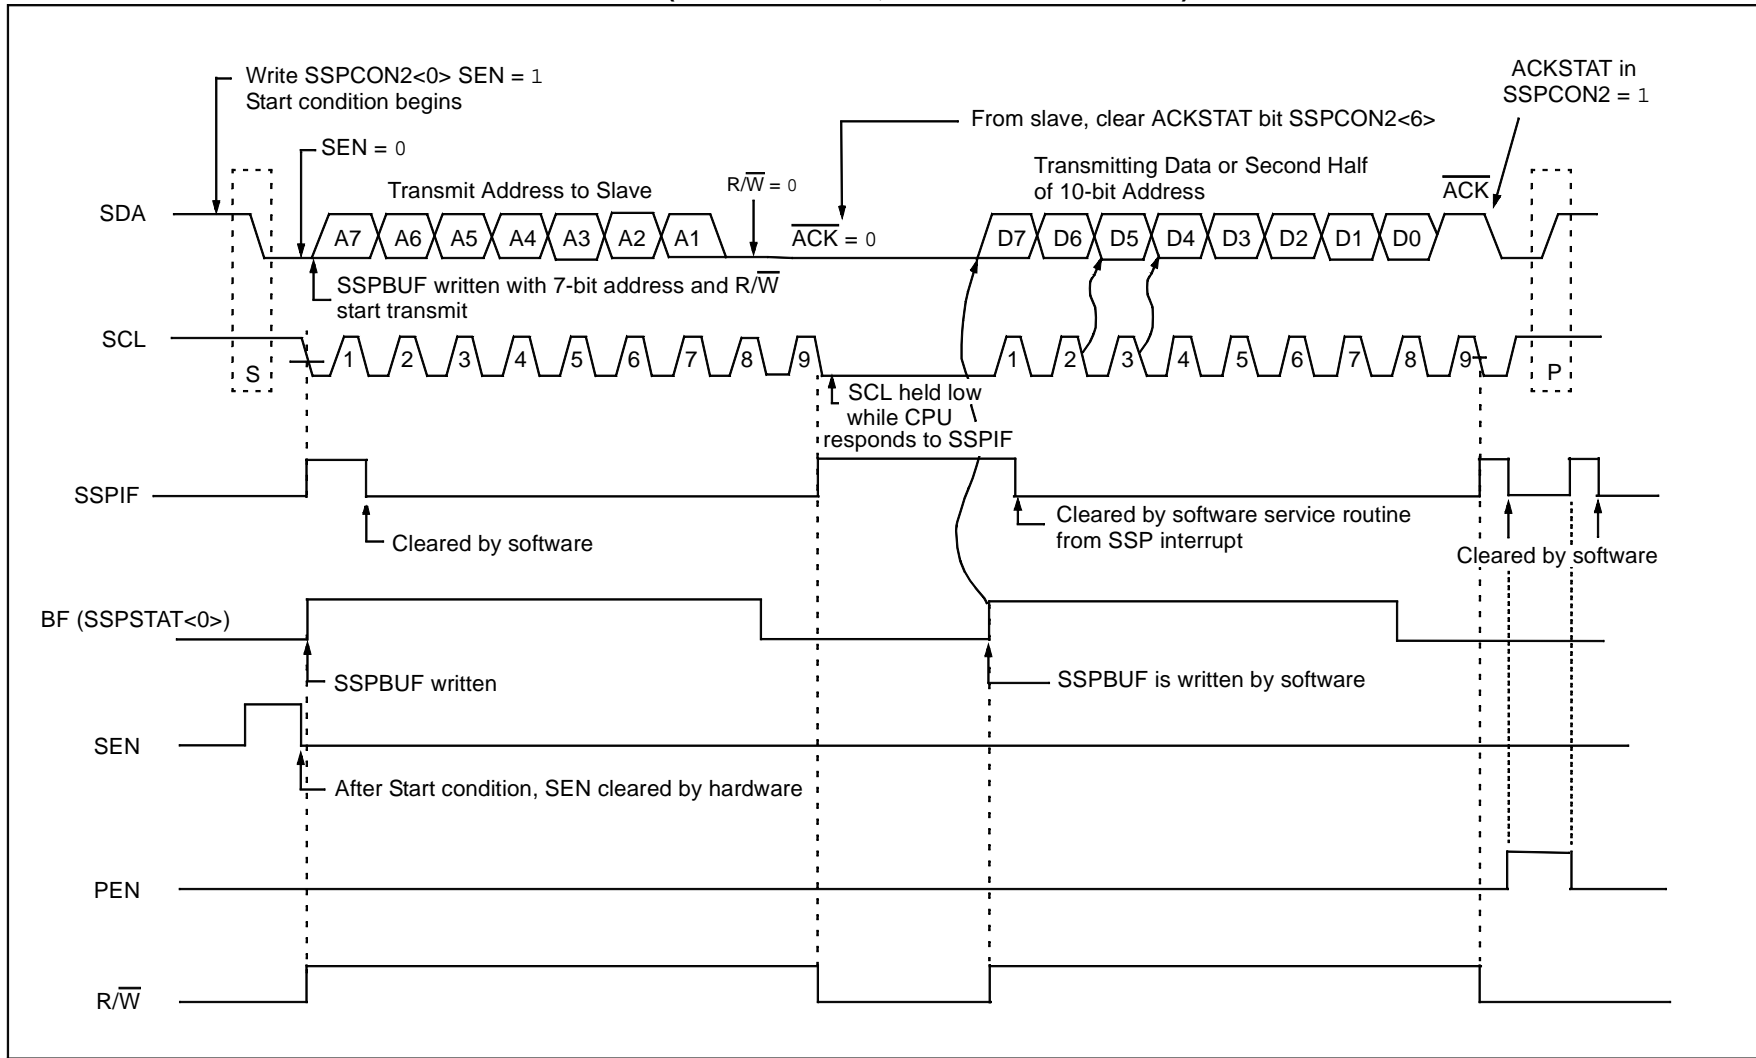 Write SSPCON2<0> SEN = 1
Start condition begins
ACKSTAT in
SSPCON2 = 1
From slave, clear ACKSTAT bit SSPCON2<6>
SEN = 0
Transmit Address to Slave
R/W̅ = 0
Transmitting Data or Second Half
of 10-bit Address
A̅C̅K̅
SDA
A7 A6 A5 A4 A3 A2 A1
A̅C̅K̅ = 0
D7 D6 D5 D4 D3 D2 D1 D0
SSPBUF written with 7-bit address and R/W̅
start transmit
SCL
S
1 2 3 4 5 6 7 8 9
1 2 3 4 5 6 7 8 9
P
SCL held low
while CPU
responds to SSPIF
SSPIF
Cleared by software
Cleared by software service routine
from SSP interrupt
Cleared by software
BF (SSPSTAT<0>)
SSPBUF written
SSPBUF is written by software
SEN
After Start condition, SEN cleared by hardware
PEN
R/W̅